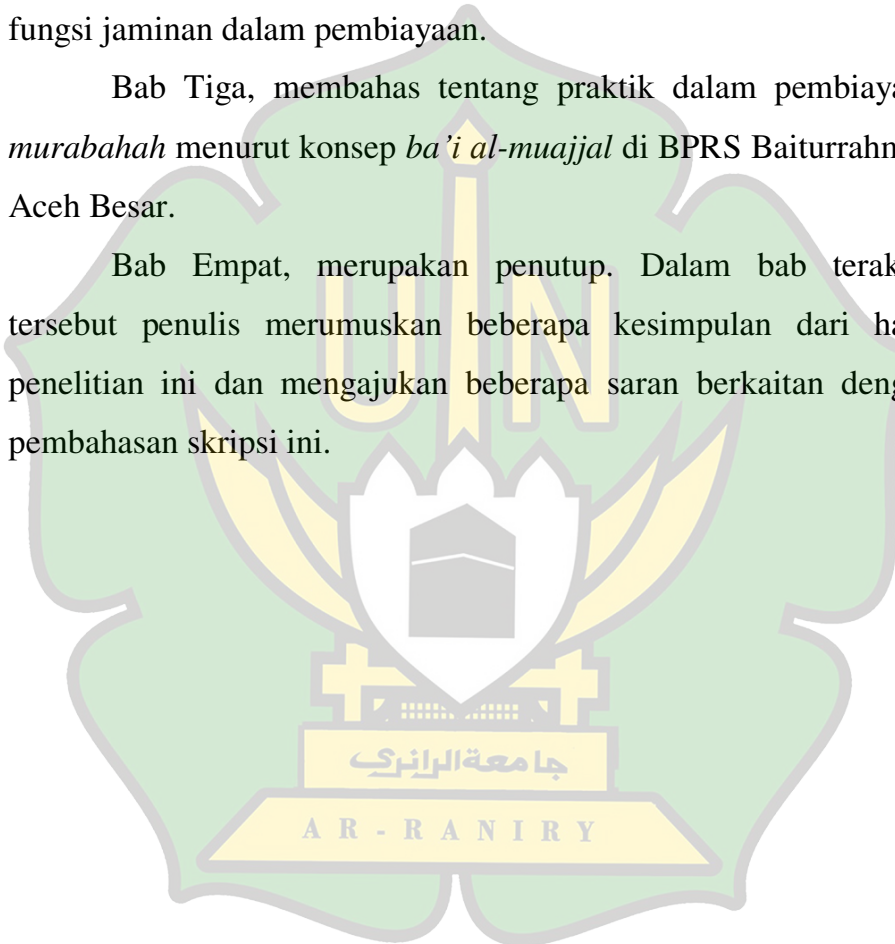 fungsi jaminan dalam pembiayaan.
Bab Tiga, membahas tentang praktik dalam pembiaya
murabahah menurut konsep ba’i al-muajjal di BPRS Baiturrahm
Aceh Besar.
Bab Empat, merupakan penutup. Dalam bab terak
tersebut penulis merumuskan beberapa kesimpulan dari ha
penelitian ini dan mengajukan beberapa saran berkaitan deng
pembahasan skripsi ini.
UIN
جامعةالرانري
AR-RANIRY